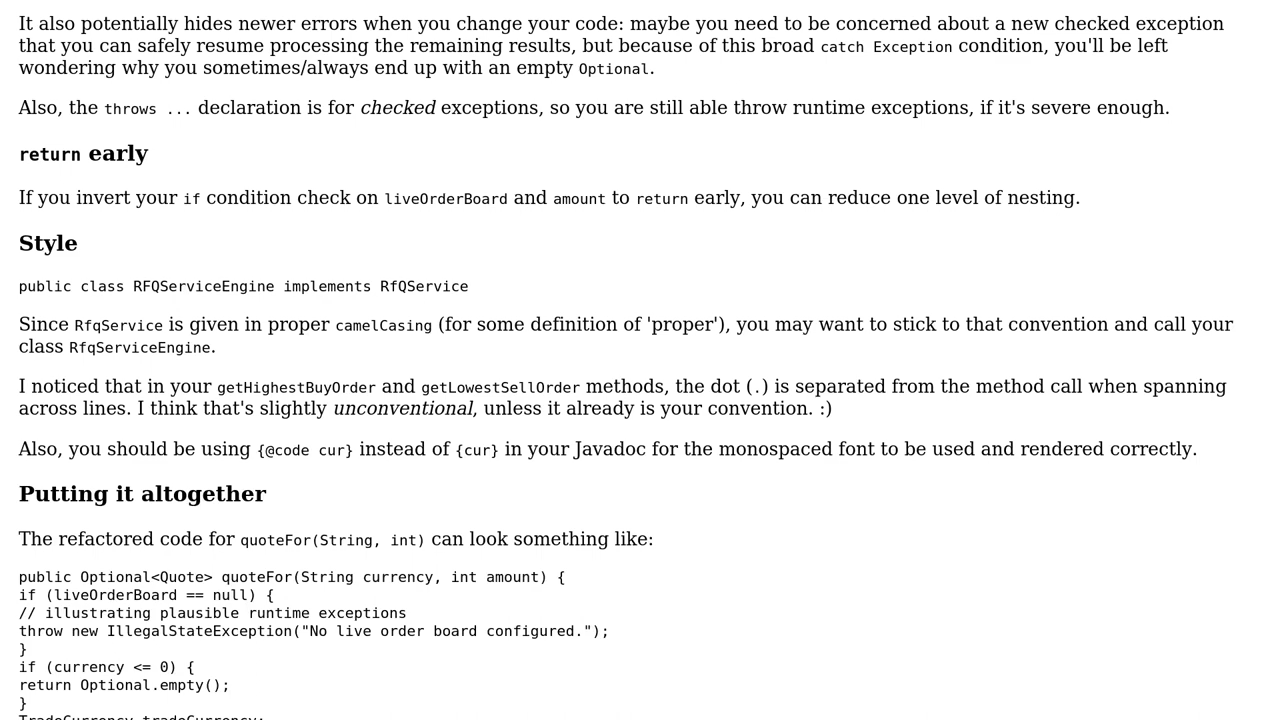 It also potentially hides newer errors when you change your code: maybe you need to be concerned about a new checked exception
that you can safely resume processing the remaining results, but because of this broad catch Exception condition, you'll be left
wondering why you sometimes/always end up with an empty Optional.
Also, the throws ... declaration is for checked exceptions, so you are still able throw runtime exceptions, if it's severe enough.
return early
If you invert your if condition check on liveOrderBoard and amount to return early, you can reduce one level of nesting.
Style
public class RFQServiceEngine implements RfQService
Since RfqService is given in proper camelCasing (for some definition of 'proper'), you may want to stick to that convention and call your
class RfqServiceEngine.
I noticed that in your getHighestBuyOrder and getLowestSellOrder methods, the dot (.) is separated from the method call when spanning
across lines. I think that's slightly unconventional, unless it already is your convention. :)
Also, you should be using {@code cur} instead of {cur} in your Javadoc for the monospaced font to be used and rendered correctly.
Putting it altogether
The refactored code for quoteFor(String, int) can look something like:
public Optional<Quote> quoteFor(String currency, int amount) {
if (liveOrderBoard == null) {
// illustrating plausible runtime exceptions
throw new IllegalStateException("No live order board configured.");
}
if (currency <= 0) {
return Optional.empty();
}
TradeCurrency tradeCurrency;